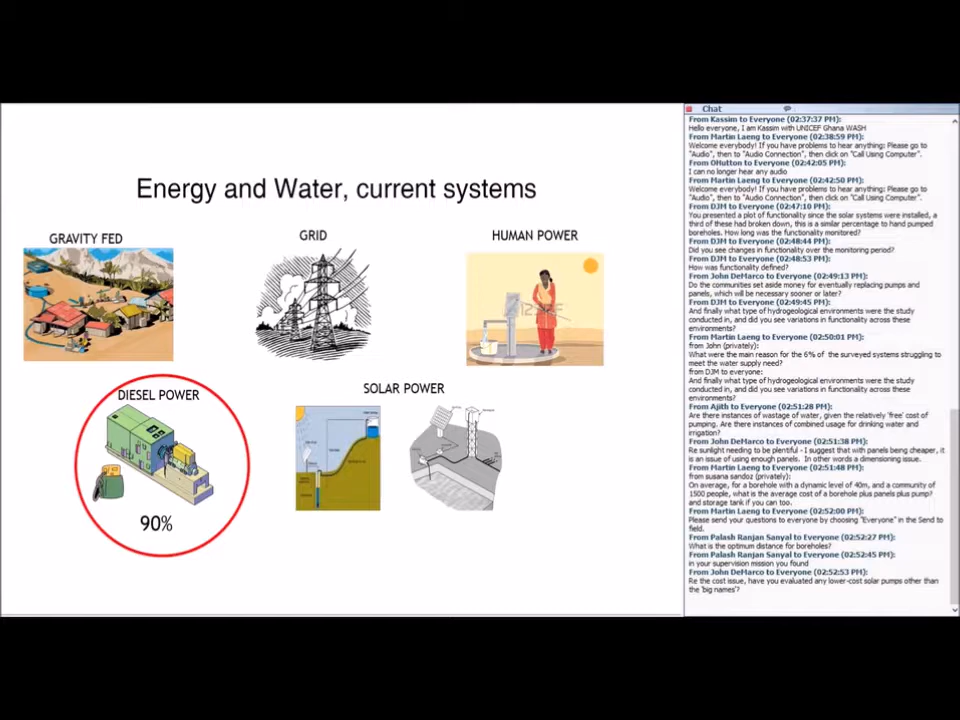 Energy and Water, current systems
GRAVITY FED
GRID
HUMAN POWER
DIESEL POWER
90%
SOLAR POWER
Chat
From Kassim to Everyone (02:37:37 PM):
Hello everyone, I am Kassim with UNICEF Ghana WASH
From Martin Laeng to Everyone (02:38:59 PM):
Welcome everybody! If you have problems to hear anything: Please go to
"Audio", then to "Audio Connection", then click on "Call Using Computer".
From OHutton to Everyone (02:42:05 PM):
I can no longer hear any audio
From Martin Laeng to Everyone (02:42:50 PM):
Welcome everybody! If you have problems to hear anything: Please go to
"Audio", then to "Audio Connection", then click on "Call Using Computer".
From DJM to Everyone (02:47:10 PM):
You presented a plot of functionality since the solar systems were installed, a
third of these had broken down, this is a similar percentage to hand pumped
boreholes. How long was the functionality monitored?
From DJM to Everyone (02:48:44 PM):
Did you see changes in functionality over the monitoring period?
From DJM to Everyone (02:48:53 PM):
How was functionality defined?
From John DeMarco to Everyone (02:49:13 PM):
Do the communities set aside money for eventually replacing pumps and
panels, which will be necessary sooner or later?
From DJM to Everyone (02:49:45 PM):
And finally what type of hydrogeological environments were the study
conducted in, and did you see variations in functionality across these
environments?
From Martin Laeng to Everyone (02:50:01 PM):
from John (privately):
What were the main reason for the 6% of the surveyed systems struggling to
meet the water supply need?
from DJM to everyone:
And finally what type of hydrogeological environments were the study
conducted in, and did you see variations in functionality across these
environments?
From Ajith to Everyone (02:51:28 PM):
Are there instances of wastage of water, given the relatively 'free' cost of
pumping. Are there instances of combined usage for drinking water and
irrigation?
From John DeMarco to Everyone (02:51:38 PM):
Re sunlight needing to be plentiful - I suggest that with panels being cheaper, it
is an issue of using enough panels. In other words a dimensioning issue.
From Martin Laeng to Everyone (02:51:48 PM):
from susana sandoz (privately):
On average, for a borehole with a dynamic level of 40m, and a community of
1500 people, what is the average cost of a borehole plus panels plus pump?
and storage tank if you can too.
From Martin Laeng to Everyone (02:52:00 PM):
Please send your questions to everyone by choosing "Everyone" in the Send to
field.
From Palash Ranjan Sanyal to Everyone (02:52:27 PM):
What is the optimum distance for boreholes?
From Palash Ranjan Sanyal to Everyone (02:52:45 PM):
in your supervision mission you found
From John DeMarco to Everyone (02:52:53 PM):
Re the cost issue, have you evaluated any lower-cost solar pumps other than
the 'big names'?